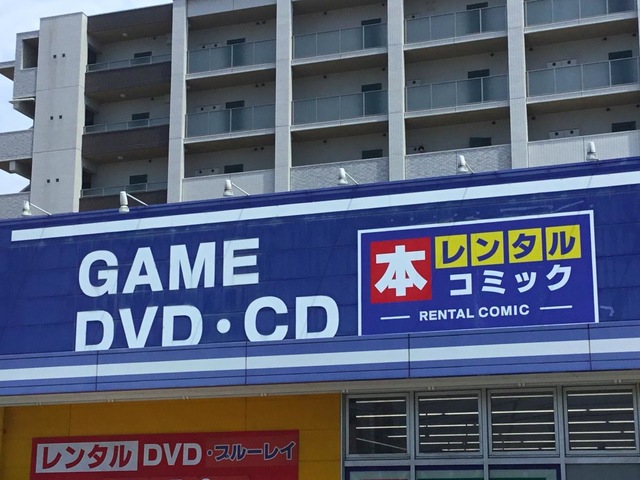 GAME
DVD・CD
本
レンタル
コミック
RENTAL COMIC
レンタル DVD・ブルーレイ